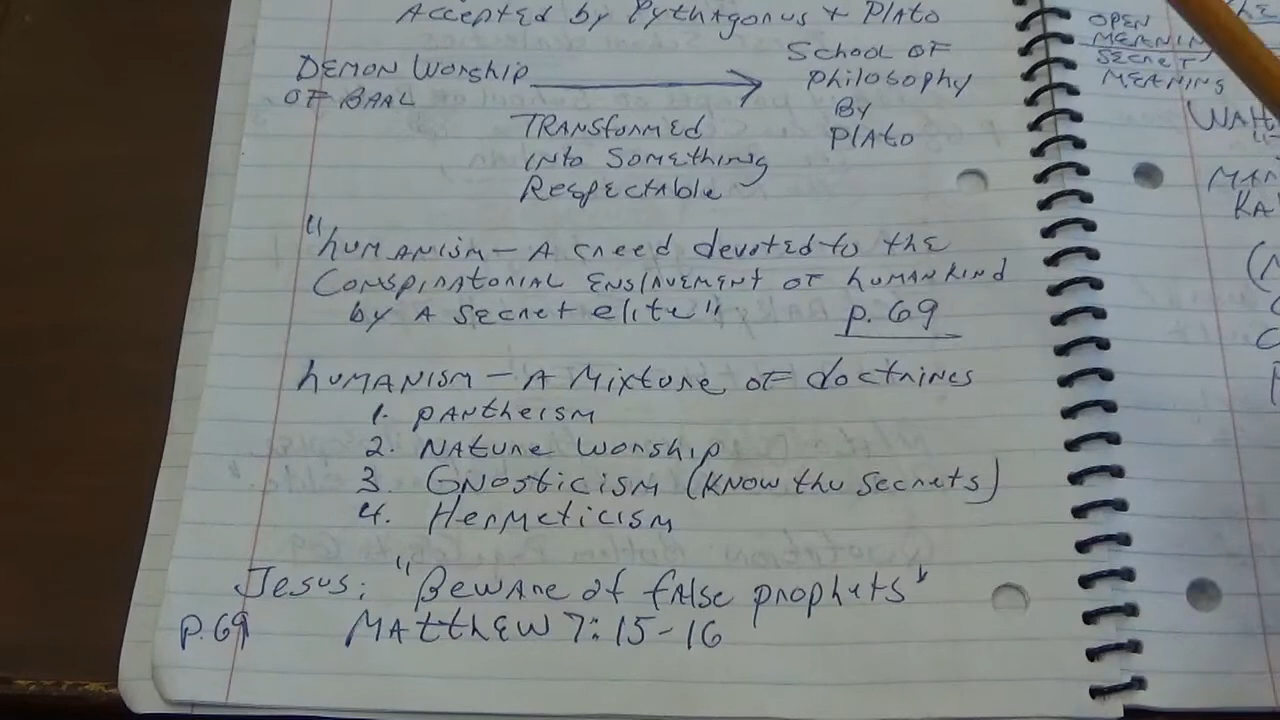 Accepted by Pythagorus + Plato
DEMON WORSHIP
OF BAAL
School OF
Philosophy
By
Plato
TRANSformed
into Something
Respectable
"humanism - A creed devoted to the
Conspiratorial Enslavement of humankind
by A secret elite"
p. 69
humanism - A Mixture of doctrines
1. pantheism
2. Nature Worship
3. Gnosticism (Know the Secrets)
4. Hermeticism
Jesus: "Beware of false prophets"
p. 69 Matthew 7:15-16
OPEN
SECRET
MEANING